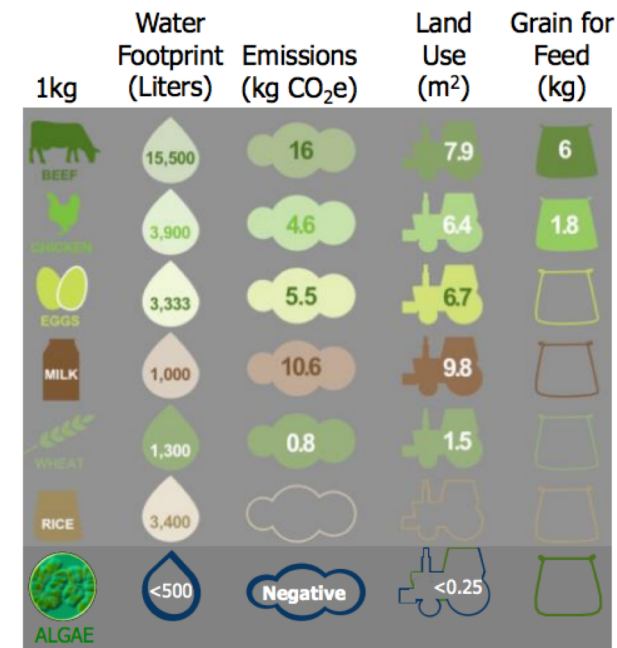 Water
Footprint
(Liters)
Emissions
(kg CO₂e)
Land
Use
(m²)
Grain for
Feed
(kg)
1kg
BEEF
15,500
16
7.9
6
CHICKEN
3,900
4.6
6.4
1.8
EGGS
3,333
5.5
6.7
MILK
1,000
10.6
9.8
WHEAT
1,300
0.8
1.5
RICE
3,400
ALGAE
<500
Negative
<0.25